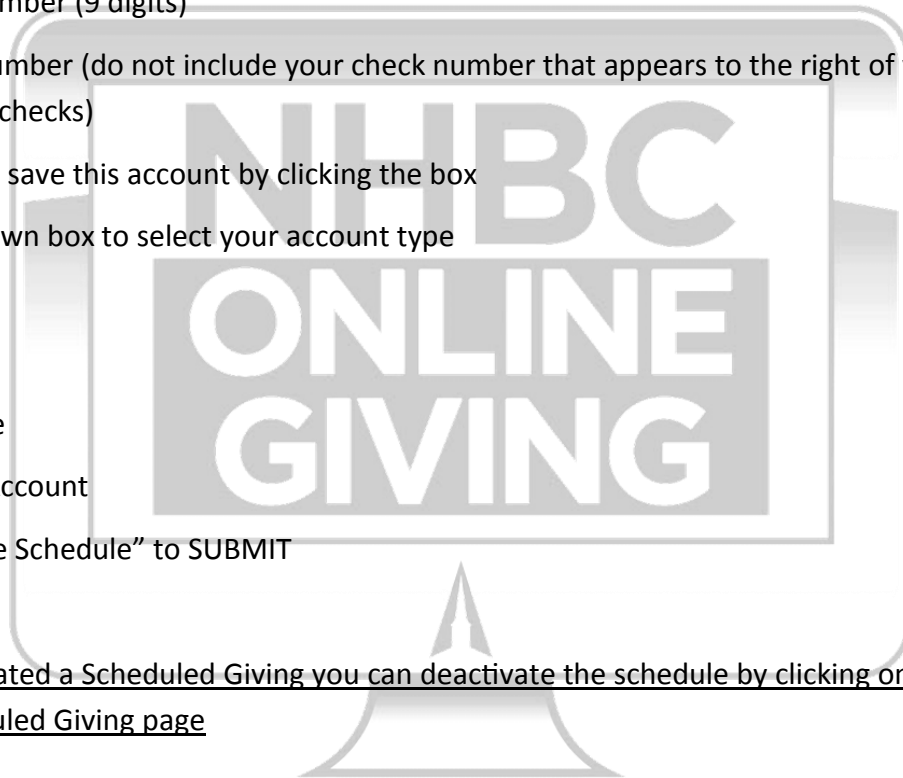 mber (9 digits)
umber (do not include your check number that appears to the right of
checks)
save this account by clicking the box
wn box to select your account type
e
ccount
e Schedule” to SUBMIT
ated a Scheduled Giving you can deactivate the schedule by clicking on
uled Giving page
NHBC
ONLINE
GIVING